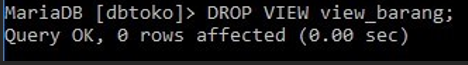 MariaDB [dbtoko]> DROP VIEW view_barang;
Query OK, 0 rows affected (0.00 sec)